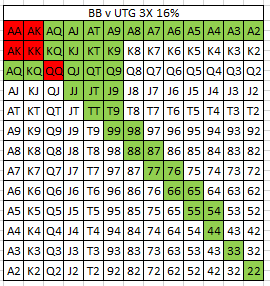 BB v UTG 3X 16%
AA AK AQ AJ AT A9 A8 A7 A6 A5 A4 A3 A2
AK KK KQ KJ KT K9 K8 K7 K6 K5 K4 K3 K2
AQ KQ QQ QJ QT Q9 Q8 Q7 Q6 Q5 Q4 Q3 Q2
AJ KJ QJ JJ JT J9 J8 J7 J6 J5 J4 J3 J2
AT KT QT JT TT T9 T8 T7 T6 T5 T4 T3 T2
A9 K9 Q9 J9 T9 99 98 97 96 95 94 93 92
A8 K8 Q8 J8 T8 98 88 87 86 85 84 83 82
A7 K7 Q7 J7 T7 97 87 77 76 75 74 73 72
A6 K6 Q6 J6 T6 96 86 76 66 65 64 63 62
A5 K5 Q5 J5 T5 95 85 75 65 55 54 53 52
A4 K4 Q4 J4 T4 94 84 74 64 54 44 43 42
A3 K3 Q3 J3 T3 93 83 73 63 53 43 33 32
A2 K2 Q2 J2 T2 92 82 72 62 52 42 32 22